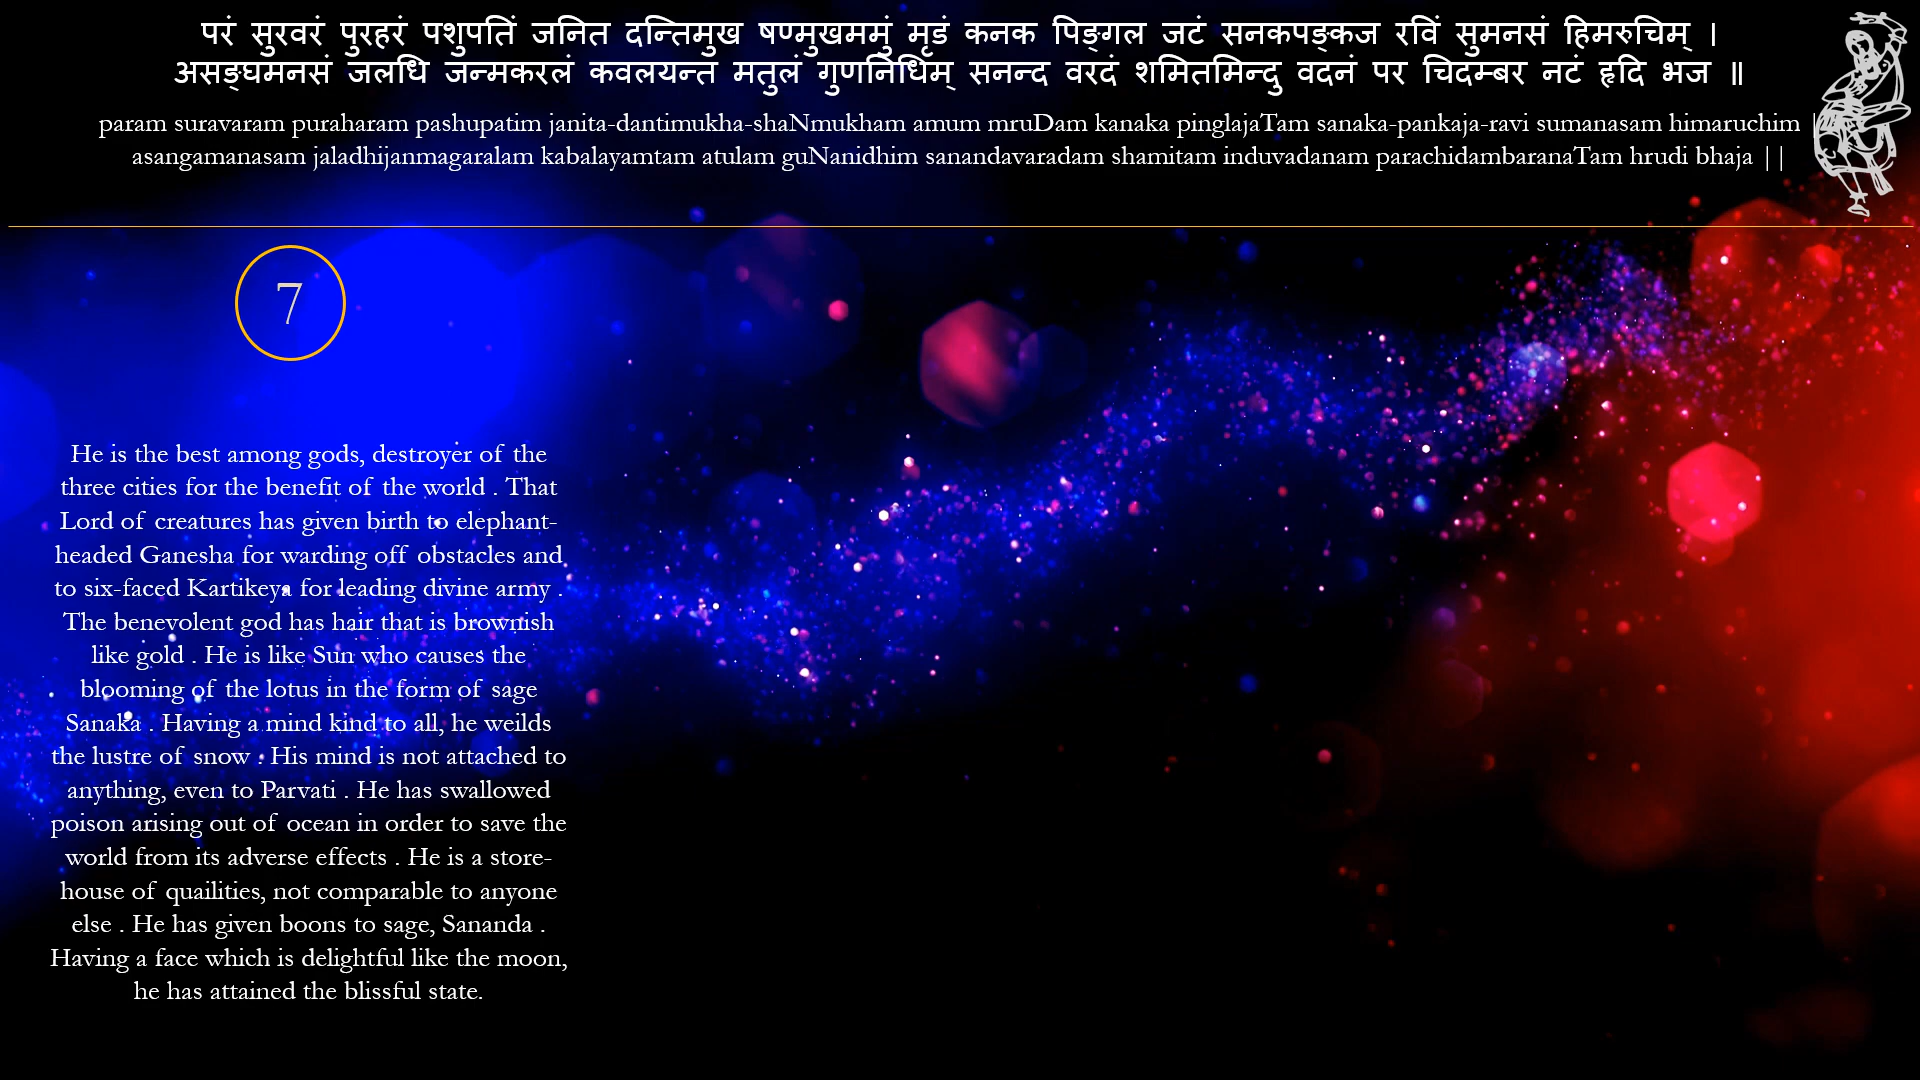 परं सुरवरं पुरहरं पशुपतिं जनित दन्तिमुख षण्मुखममुं मृडं कनक पिङ्गल जटं सनकपङ्कज रविं सुमनसं हिमरुचिम् ।
असङ्घमनसं जलधि जन्मकरलं कवलयन्त मतुलं गुणनिधिम् सनन्द वरदं शमितमिन्दु वदनं पर चिदम्बर नटं हृदि भज ॥
param suravaram puraharam pashupatim janita-dantimukha-shaNmukham amum mruDam kanaka pinglajaTam sanaka-pankaja-ravi sumanasam himaruchim |
asangamanasam jaladhijanmagaralam kabalayamtam atulam guNanidhim sanandavaradam shamitam induvadanam parachidambaranaTam hrudi bhaja ||
7
He is the best among gods, destroyer of the
three cities for the benefit of the world . That
Lord of creatures has given birth to elephant-
headed Ganesha for warding off obstacles and
to six-faced Kartikeya for leading divine army .
The benevolent god has hair that is brownish
like gold . He is like Sun who causes the
blooming of the lotus in the form of sage
Sanaka . Having a mind kind to all, he weilds
the lustre of snow . His mind is not attached to
anything, even to Parvati . He has swallowed
poison arising out of ocean in order to save the
world from its adverse effects . He is a store-
house of quailities, not comparable to anyone
else . He has given boons to sage, Sananda .
Having a face which is delightful like the moon,
he has attained the blissful state.